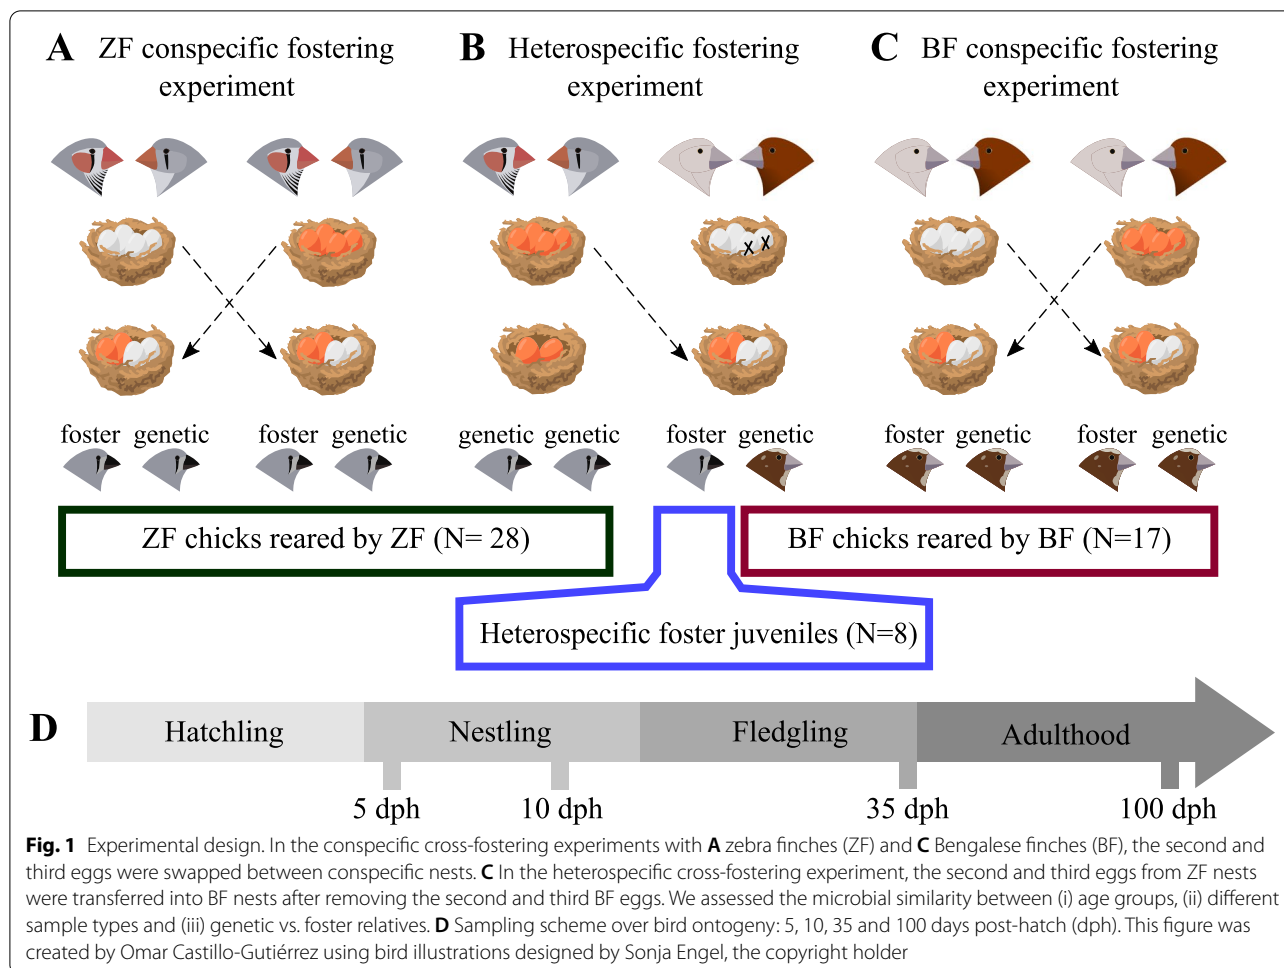 A ZF conspecific fostering experiment
B Heterospecific fostering experiment
C BF conspecific fostering experiment
x x
foster genetic foster genetic
genetic genetic foster genetic
foster genetic foster genetic
ZF chicks reared by ZF (N= 28)
BF chicks reared by BF (N=17)
Heterospecific foster juveniles (N=8)
D Hatchling Nestling Fledgling Adulthood
5 dph 10 dph 35 dph 100 dph
Fig. 1 Experimental design. In the conspecific cross-fostering experiments with A zebra finches (ZF) and C Bengalese finches (BF), the second and
third eggs were swapped between conspecific nests. C In the heterospecific cross-fostering experiment, the second and third eggs from ZF nests
were transferred into BF nests after removing the second and third BF eggs. We assessed the microbial similarity between (i) age groups, (ii) different
sample types and (iii) genetic vs. foster relatives. D Sampling scheme over bird ontogeny: 5, 10, 35 and 100 days post-hatch (dph). This figure was
created by Omar Castillo-Gutiérrez using bird illustrations designed by Sonja Engel, the copyright holder